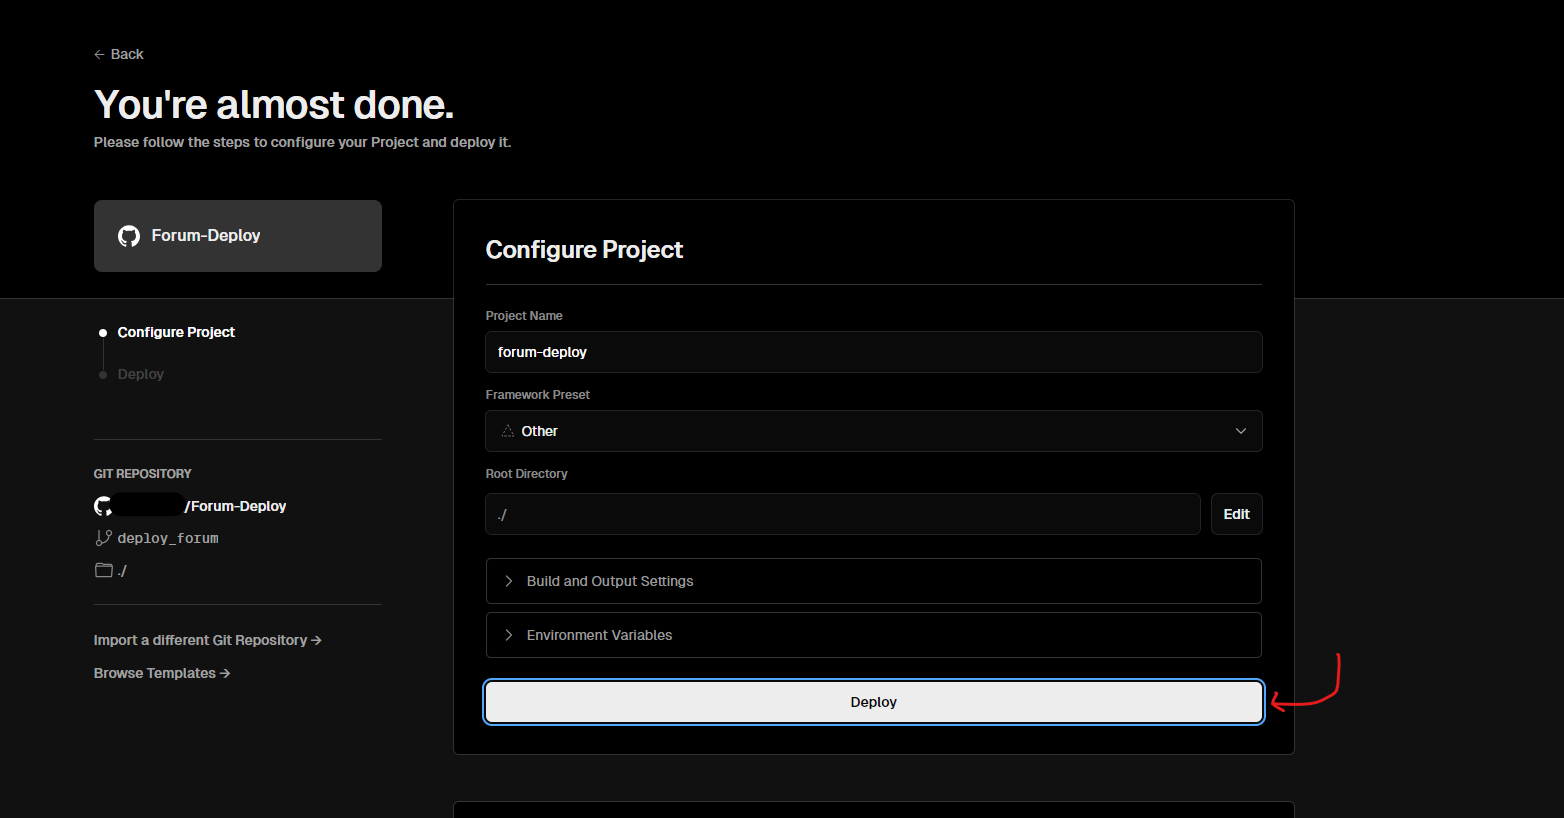 Back
You're almost done.
Please follow the steps to configure your Project and deploy it.
Forum-Deploy
Configure Project
Deploy
GIT REPOSITORY
/Forum-Deploy
deploy_forum
./
Import a different Git Repository →
Browse Templates →
Configure Project
Project Name
forum-deploy
Framework Preset
Other
Root Directory
./
Edit
Build and Output Settings
Environment Variables
Deploy